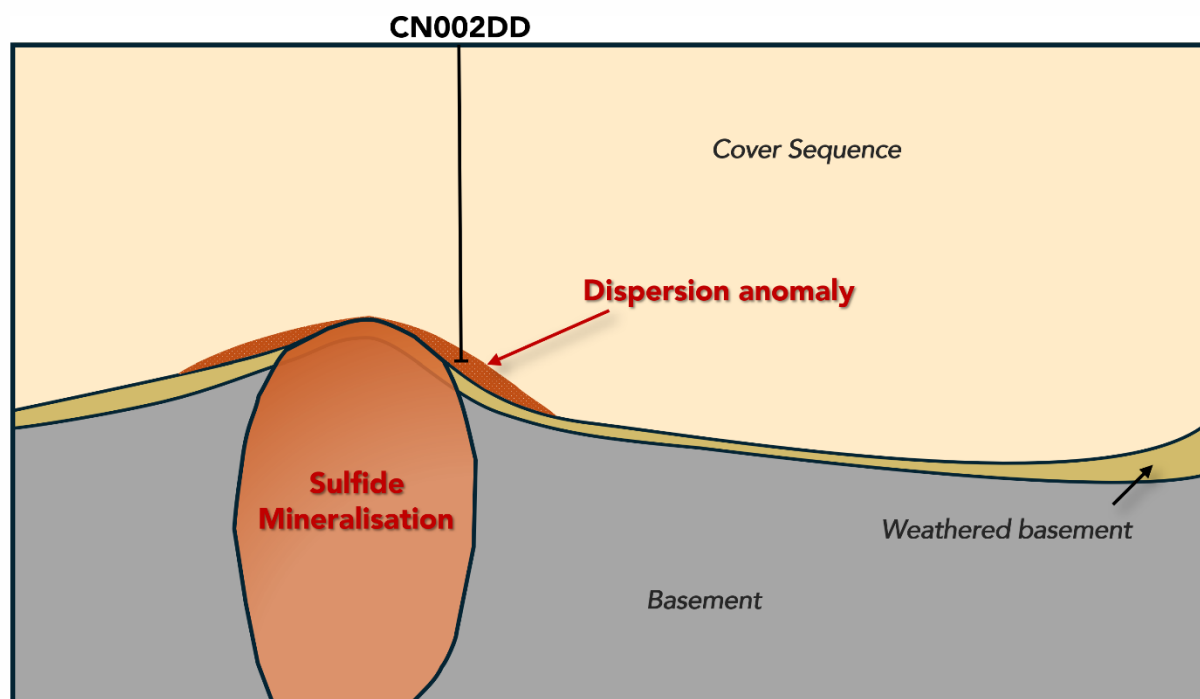 CN002DD
Cover Sequence
Dispersion anomaly
Sulfide
Mineralisation
Weathered basement
Basement